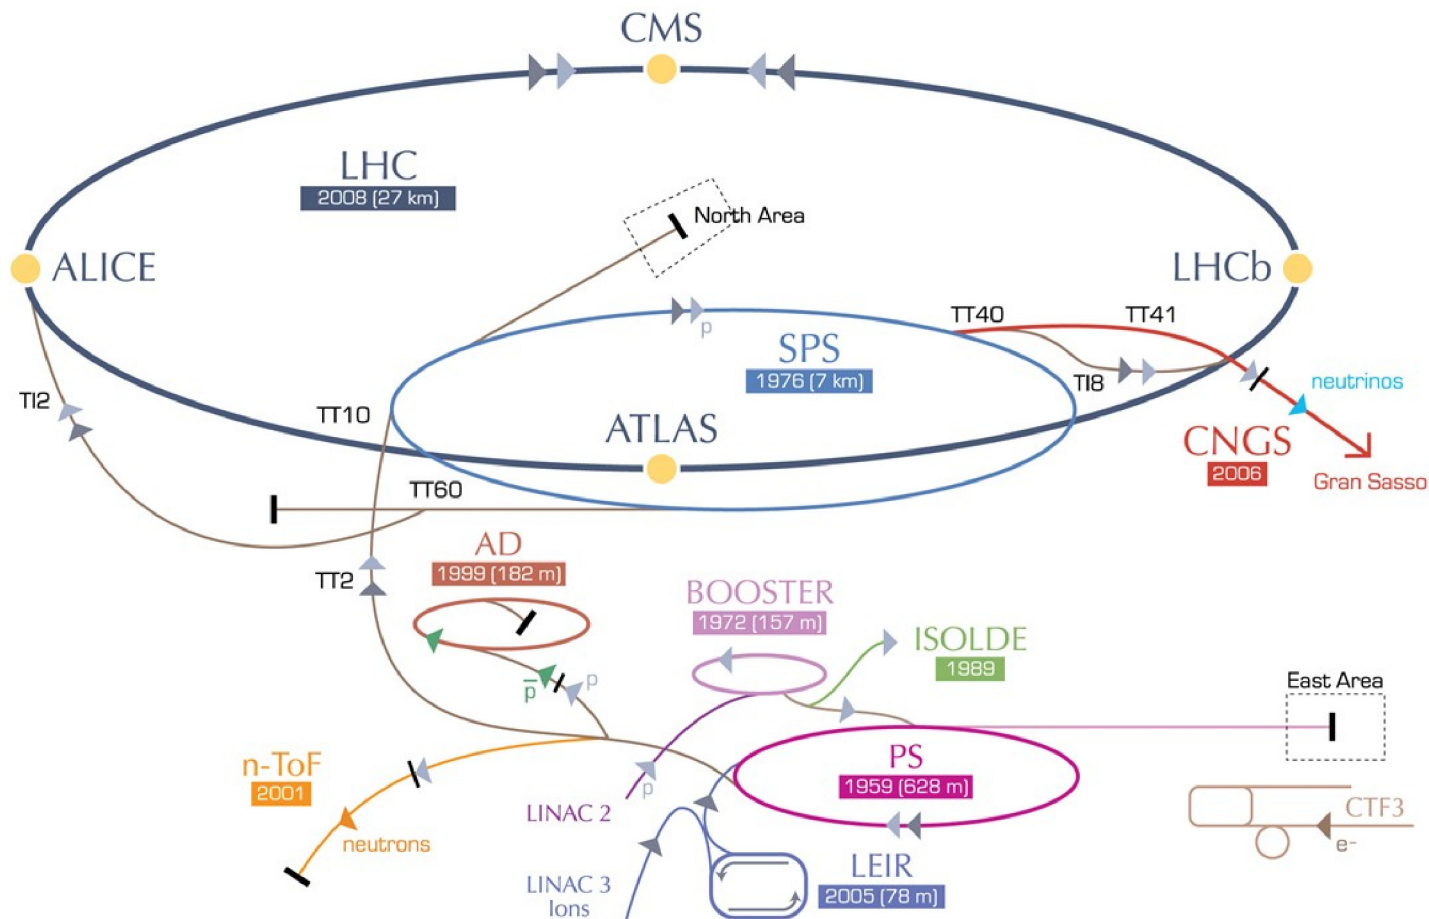 CMS
LHC
2008 (27 km)
North Area
ALICE
LHCb
TT40
TT41
SPS
1976 (7 km)
p
TI8
neutrinos
TI2
TT10
ATLAS
CNGS
2006
Gran Sasso
TT60
AD
1999 (182 m)
TT2
BOOSTER
1972 (157 m)
ISOLDE
1989
p
p
East Area
n-ToF
2001
PS
1959 (628 m)
p
LINAC 2
neutrons
CTF3
e-
LEIR
2005 (78 m)
LINAC 3
Ions